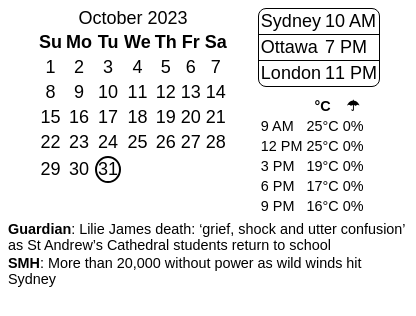 October 2023
Su Mo Tu We Th Fr Sa
1 2 3 4 5 6 7
8 9 10 11 12 13 14
15 16 17 18 19 20 21
22 23 24 25 26 27 28
29 30 31
Sydney 10 AM
Ottawa 7 PM
London 11 PM
°C ☂
9 AM 25°C 0%
12 PM 25°C 0%
3 PM 19°C 0%
6 PM 17°C 0%
9 PM 16°C 0%
Guardian: Lilie James death: ‘grief, shock and utter confusion’
as St Andrew’s Cathedral students return to school
SMH: More than 20,000 without power as wild winds hit
Sydney